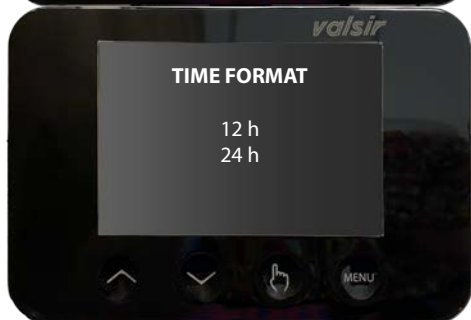 valsir
TIME FORMAT
12 h
24 h
MENU